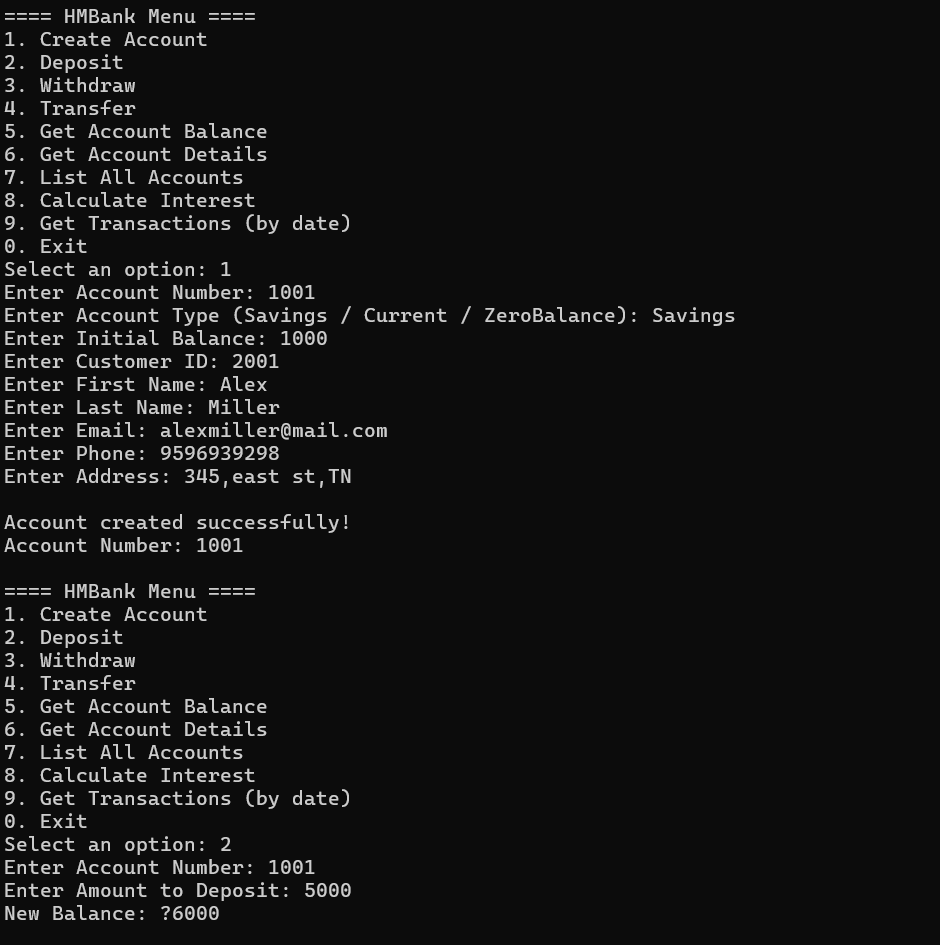 ==== HMBank Menu ====
1. Create Account
2. Deposit
3. Withdraw
4. Transfer
5. Get Account Balance
6. Get Account Details
7. List All Accounts
8. Calculate Interest
9. Get Transactions (by date)
0. Exit
Select an option: 1
Enter Account Number: 1001
Enter Account Type (Savings / Current / ZeroBalance): Savings
Enter Initial Balance: 1000
Enter Customer ID: 2001
Enter First Name: Alex
Enter Last Name: Miller
Enter Email: alexmiller@mail.com
Enter Phone: 9596939298
Enter Address: 345,east st,TN
Account created successfully!
Account Number: 1001
==== HMBank Menu ====
1. Create Account
2. Deposit
3. Withdraw
4. Transfer
5. Get Account Balance
6. Get Account Details
7. List All Accounts
8. Calculate Interest
9. Get Transactions (by date)
0. Exit
Select an option: 2
Enter Account Number: 1001
Enter Amount to Deposit: 5000
New Balance: ?6000